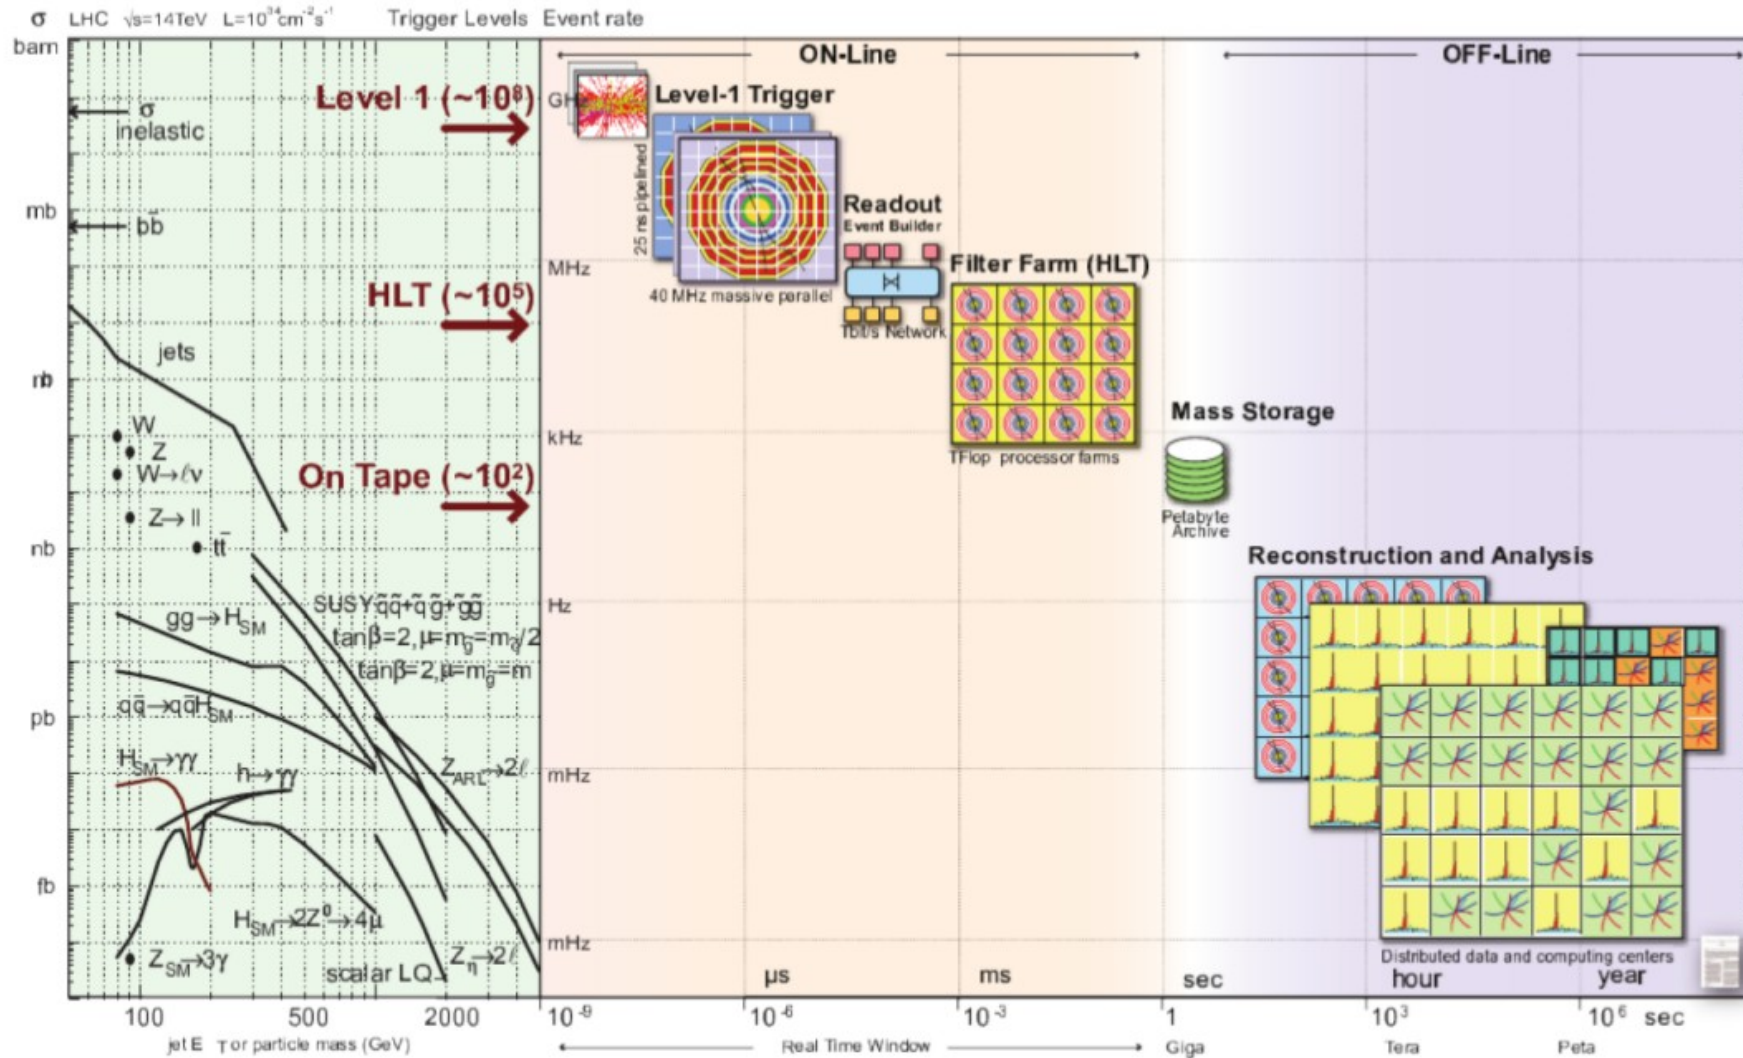 σ LHC √s=14TeV L=10³⁴cm⁻²s⁻¹ Trigger Levels Event rate
barn
ON-Line
OFF-Line
Level 1 (~10⁸)
GHz
Level-1 Trigger
σ
inelastic
25 ns pipelined
mb
bb̄
Readout
Event Builder
MHz
Filter Farm (HLT)
HLT (~10⁵)
40 MHz massive parallel
Tbit/s Network
jets
Mass Storage
W
kHz
Z
W→ℓν
On Tape (~10²)
TFlop processor farms
Z→ll
Petabyte
Archive
nb
tt̄
Reconstruction and Analysis
SUSY q̃q̃+q̃g̃+g̃g̃
Hz
gg→H_SM
tanβ=2,μ=m_g̃=m_q̃/2
tanβ=2,μ=m_g̃=m
qq̄→qq̄H_SM
pb
H_SM→γγ
h→γγ
Z_ARL→2ℓ
mHz
fb
H_SM→2Z⁰→4μ
mHz
Z_SM→3γ
scalar LQ
Z_η→2ℓ
Distributed data and computing centers
μs ms sec hour year
100 500 2000 10⁻⁹ 10⁻⁶ 10⁻³ 1 10³ 10⁶ sec
jet E T or particle mass (GeV)
Real Time Window
Giga Tera Peta